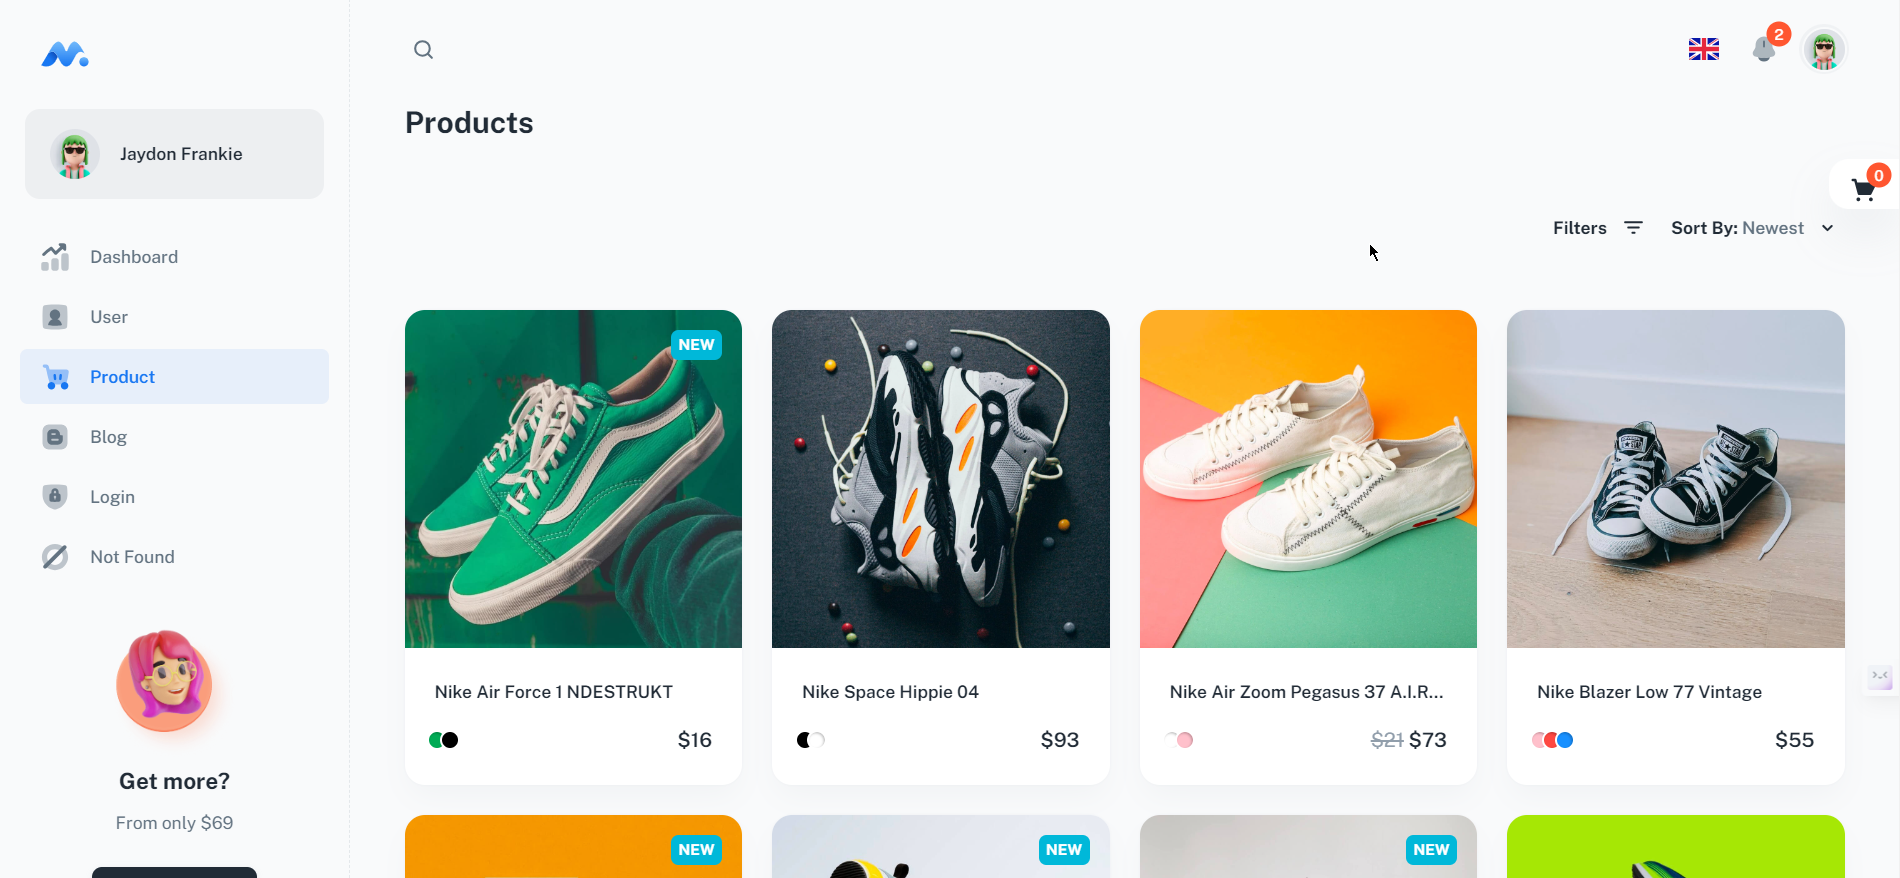 2
Jaydon Frankie
Products
0
Filters
Sort By: Newest
Dashboard
User
Product
Blog
Login
Not Found
NEW
Nike Air Force 1 NDESTRUKT
$16
Nike Space Hippie 04
$93
Nike Air Zoom Pegasus 37 A.I.R...
$21 $73
Nike Blazer Low 77 Vintage
$55
Get more?
From only $69
NEW
NEW
NEW